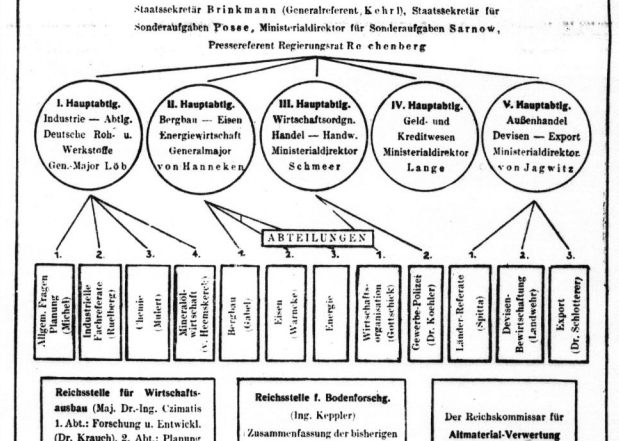 Staatssekretär Brinkmann (Generalreferent, Kehrl), Staatssekretär für
Sonderaufgaben Posse, Ministerialdirektor für Sonderaufgaben Sarnow,
Pressereferent Regierungsrat Rechenberg
I. Hauptabtlg.
Industrie — Abtlg.
Deutsche Roh- u.
Werkstoffe
Gen.-Major Löb
II. Hauptabtlg.
Bergbau — Eisen
Energiewirtschaft
Generalmajor
von Hanneken
III. Hauptabtlg.
Wirtschaftsordgn.
Handel — Handw.
Ministerialdirektor
Schmeer
IV. Hauptabtlg.
Geld- und
Kreditwesen
Ministerialdirektor
Lange
V. Hauptabtlg.
Außenhandel
Devisen — Export
Ministerialdirektor.
von Jagwitz
ABTEILUNGEN
1. 2. 3. 4. 1. 2. 3. 1. 2. 1. 2. 3.
Allgem. Fragen
Planung
(Michel)
Industrielle
Fachreferate
(Ruelberg)
Chemie
(Mulert)
Mineralöl-
wirtschaft
(v. Heemskerck)
Bergbau
(Gabel)
Eisen
(Warncke)
Energie
Wirtschafts-
organisation
(Gottschick)
Gewerbe-Polizei
(Dr. Koehler)
Länder-Referate
(Spitta)
Devisen-
Bewirtschaftung
(Landwehr)
Export
(Dr. Schlotterer)
Reichsstelle für Wirtschafts-
ausbau (Maj. Dr.-Ing. Czimatis
1. Abt.: Forschung u. Entwickl.
(Dr. Krauch), 2. Abt.: Planung
Reichsstelle f. Bodenforschg.
(Ing. Keppler)
Zusammenfassung der bisherigen
Der Reichskommissar für
Altmaterial-Verwertung